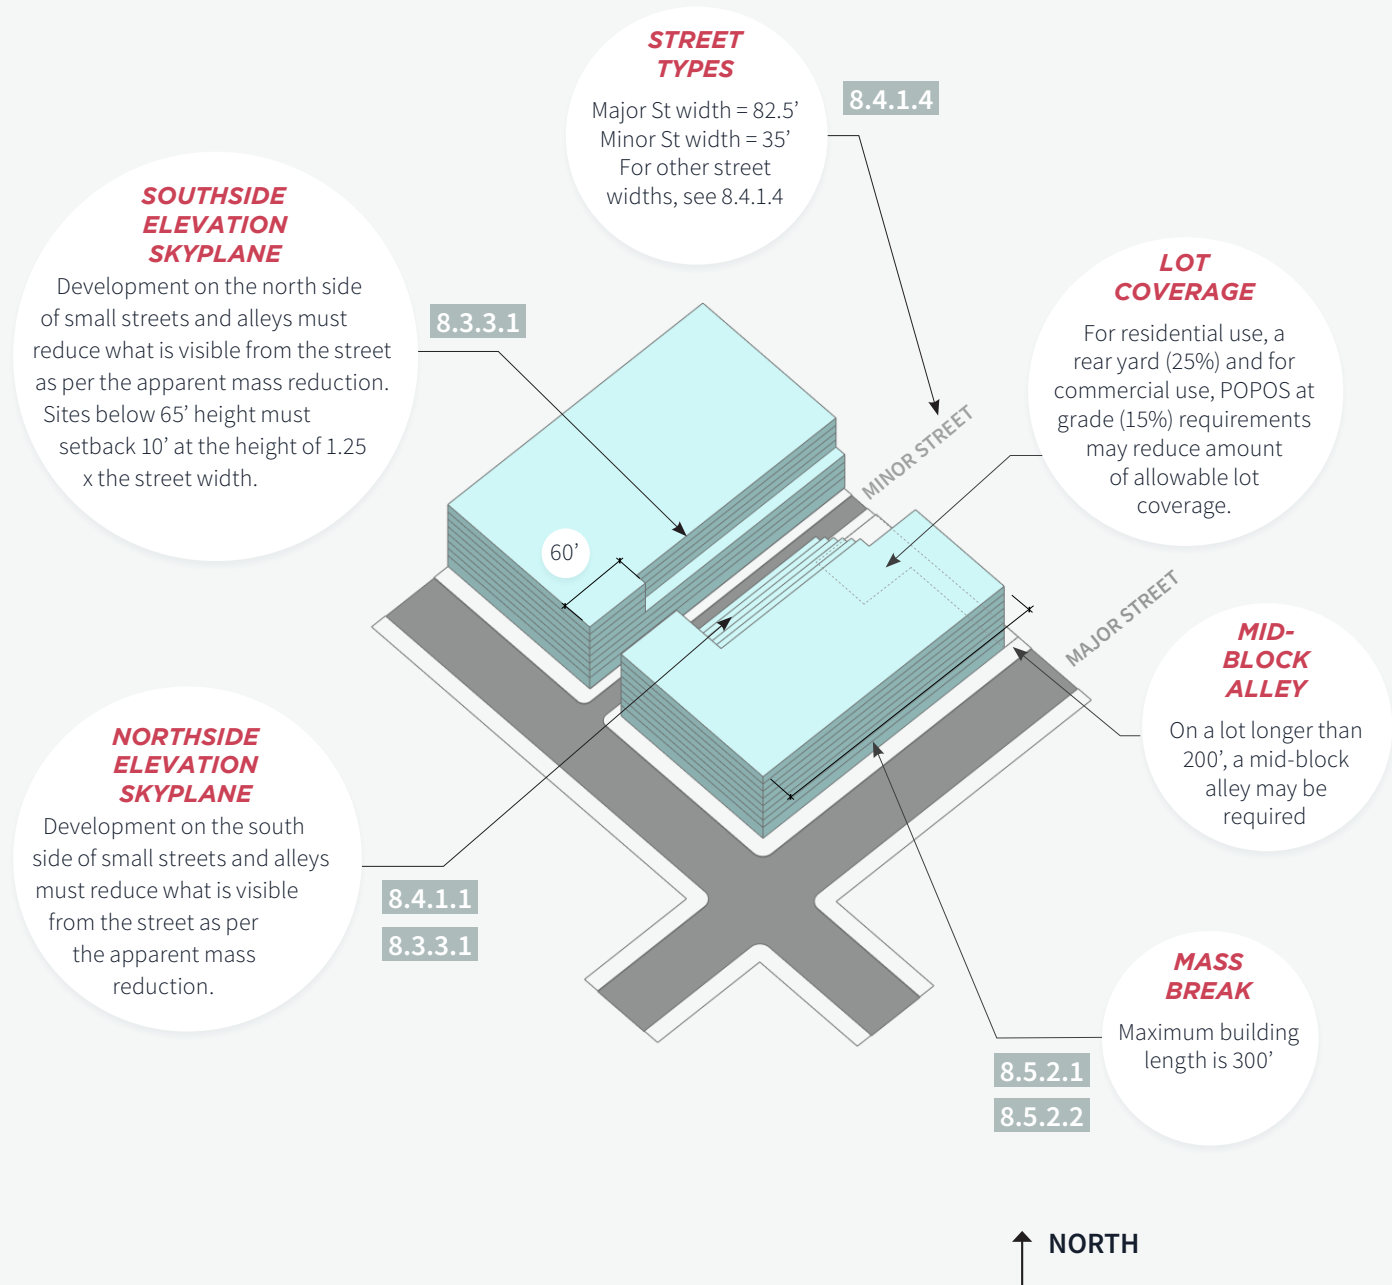 STREET
TYPES
Major St width = 82.5’
Minor St width = 35’
For other street
widths, see 8.4.1.4
8.4.1.4
SOUTHSIDE
ELEVATION
SKYPLANE
Development on the north side
of small streets and alleys must
reduce what is visible from the street
as per the apparent mass reduction.
Sites below 65’ height must
setback 10’ at the height of 1.25
x the street width.
8.3.3.1
LOT
COVERAGE
For residential use, a
rear yard (25%) and for
commercial use, POPOS at
grade (15%) requirements
may reduce amount
of allowable lot
coverage.
MINOR STREET
60’
MAJOR STREET
MID-
BLOCK
ALLEY
On a lot longer than
200’, a mid-block
alley may be
required
NORTHSIDE
ELEVATION
SKYPLANE
Development on the south
side of small streets and alleys
must reduce what is visible
from the street as per
the apparent mass
reduction.
8.4.1.1
8.3.3.1
MASS
BREAK
Maximum building
length is 300’
8.5.2.1
8.5.2.2
NORTH